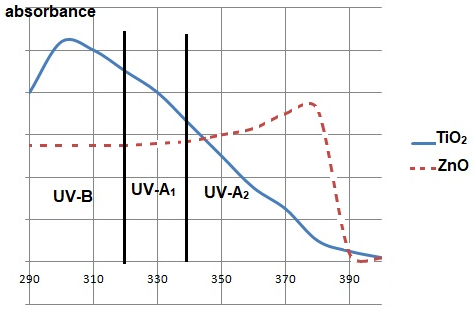 absorbance
TiO₂
ZnO
UV-B
UV-A₁
UV-A₂
290 310 330 350 370 390